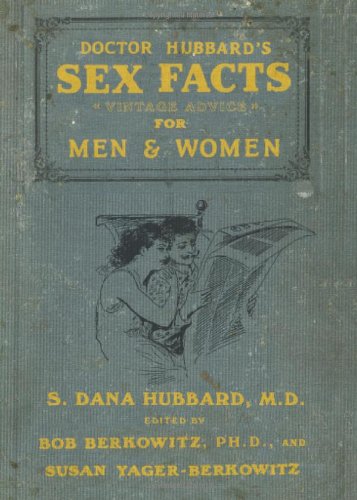 DOCTOR HUBBARD'S
SEX FACTS
"VINTAGE ADVICE"
FOR
MEN & WOMEN
S. DANA HUBBARD, M.D.
EDITED BY
BOB BERKOWITZ, PH.D., AND
SUSAN YAGER-BERKOWITZ